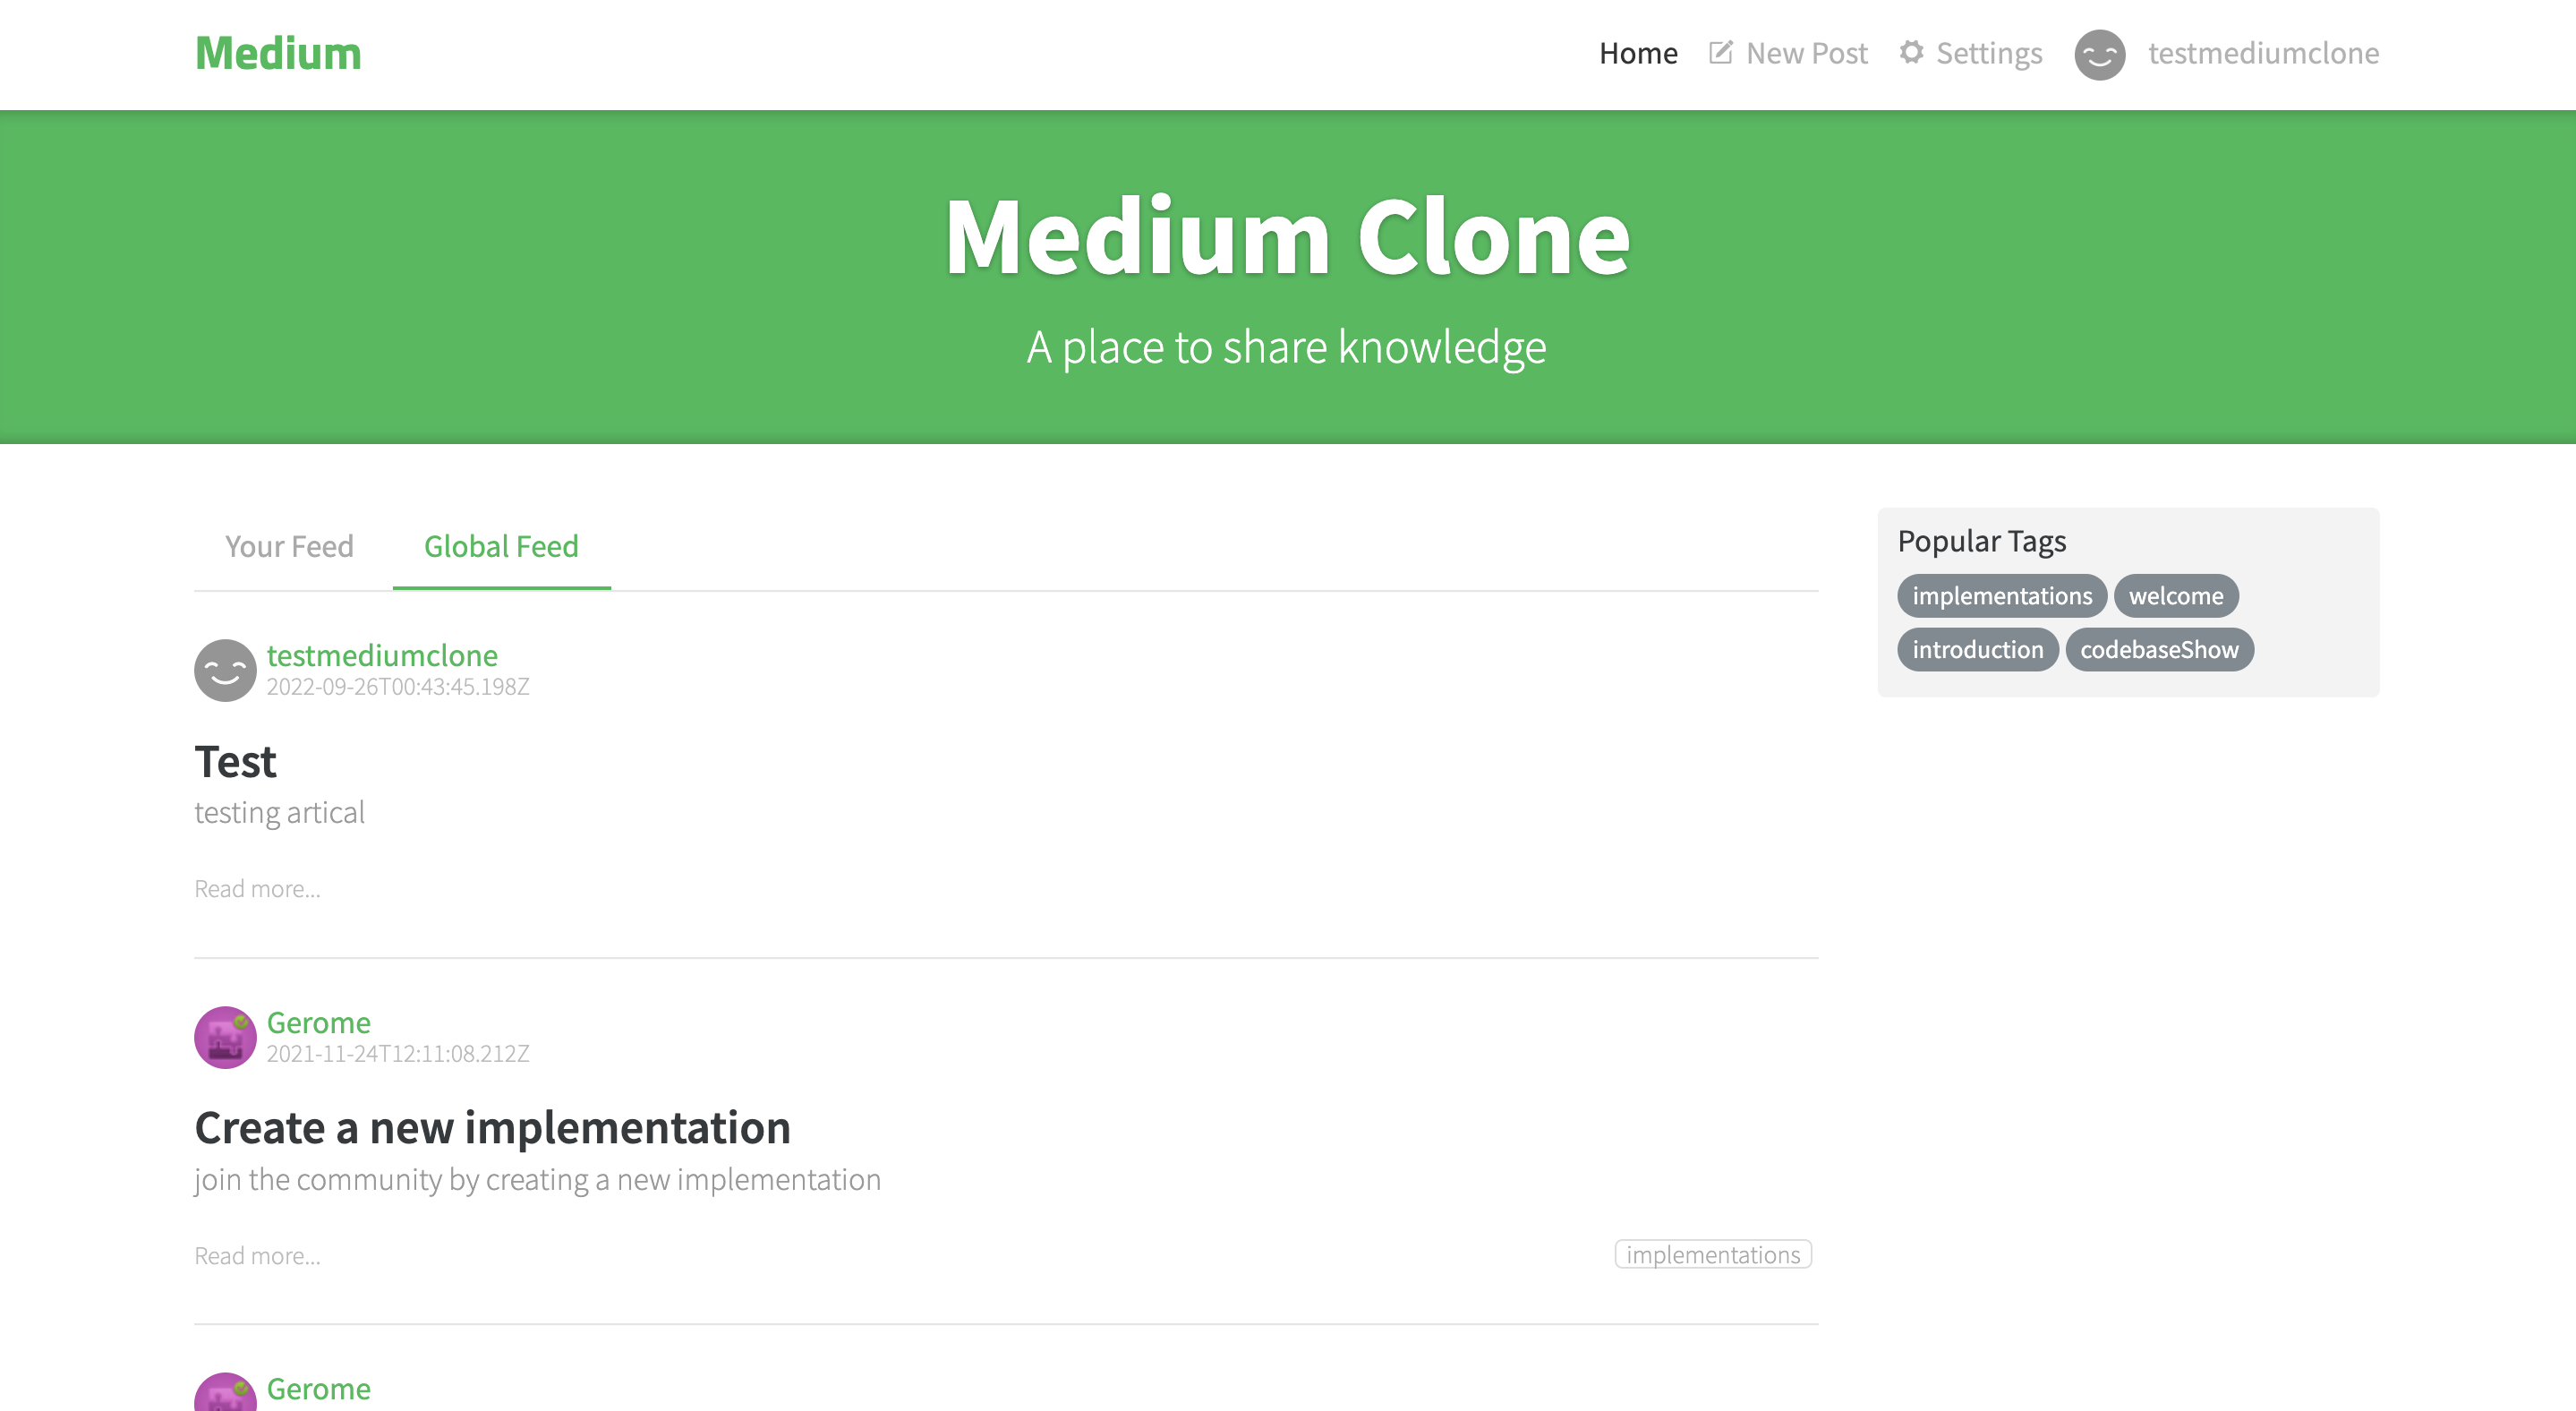 Medium
Home New Post Settings testmediumclone
Medium Clone
A place to share knowledge
Your Feed Global Feed
testmediumclone
2022-09-26T00:43:45.198Z
Test
testing artical
Read more...
Gerome
2021-11-24T12:11:08.212Z
Create a new implementation
join the community by creating a new implementation
Read more... implementations
Gerome
Popular Tags
implementations welcome
introduction codebaseShow